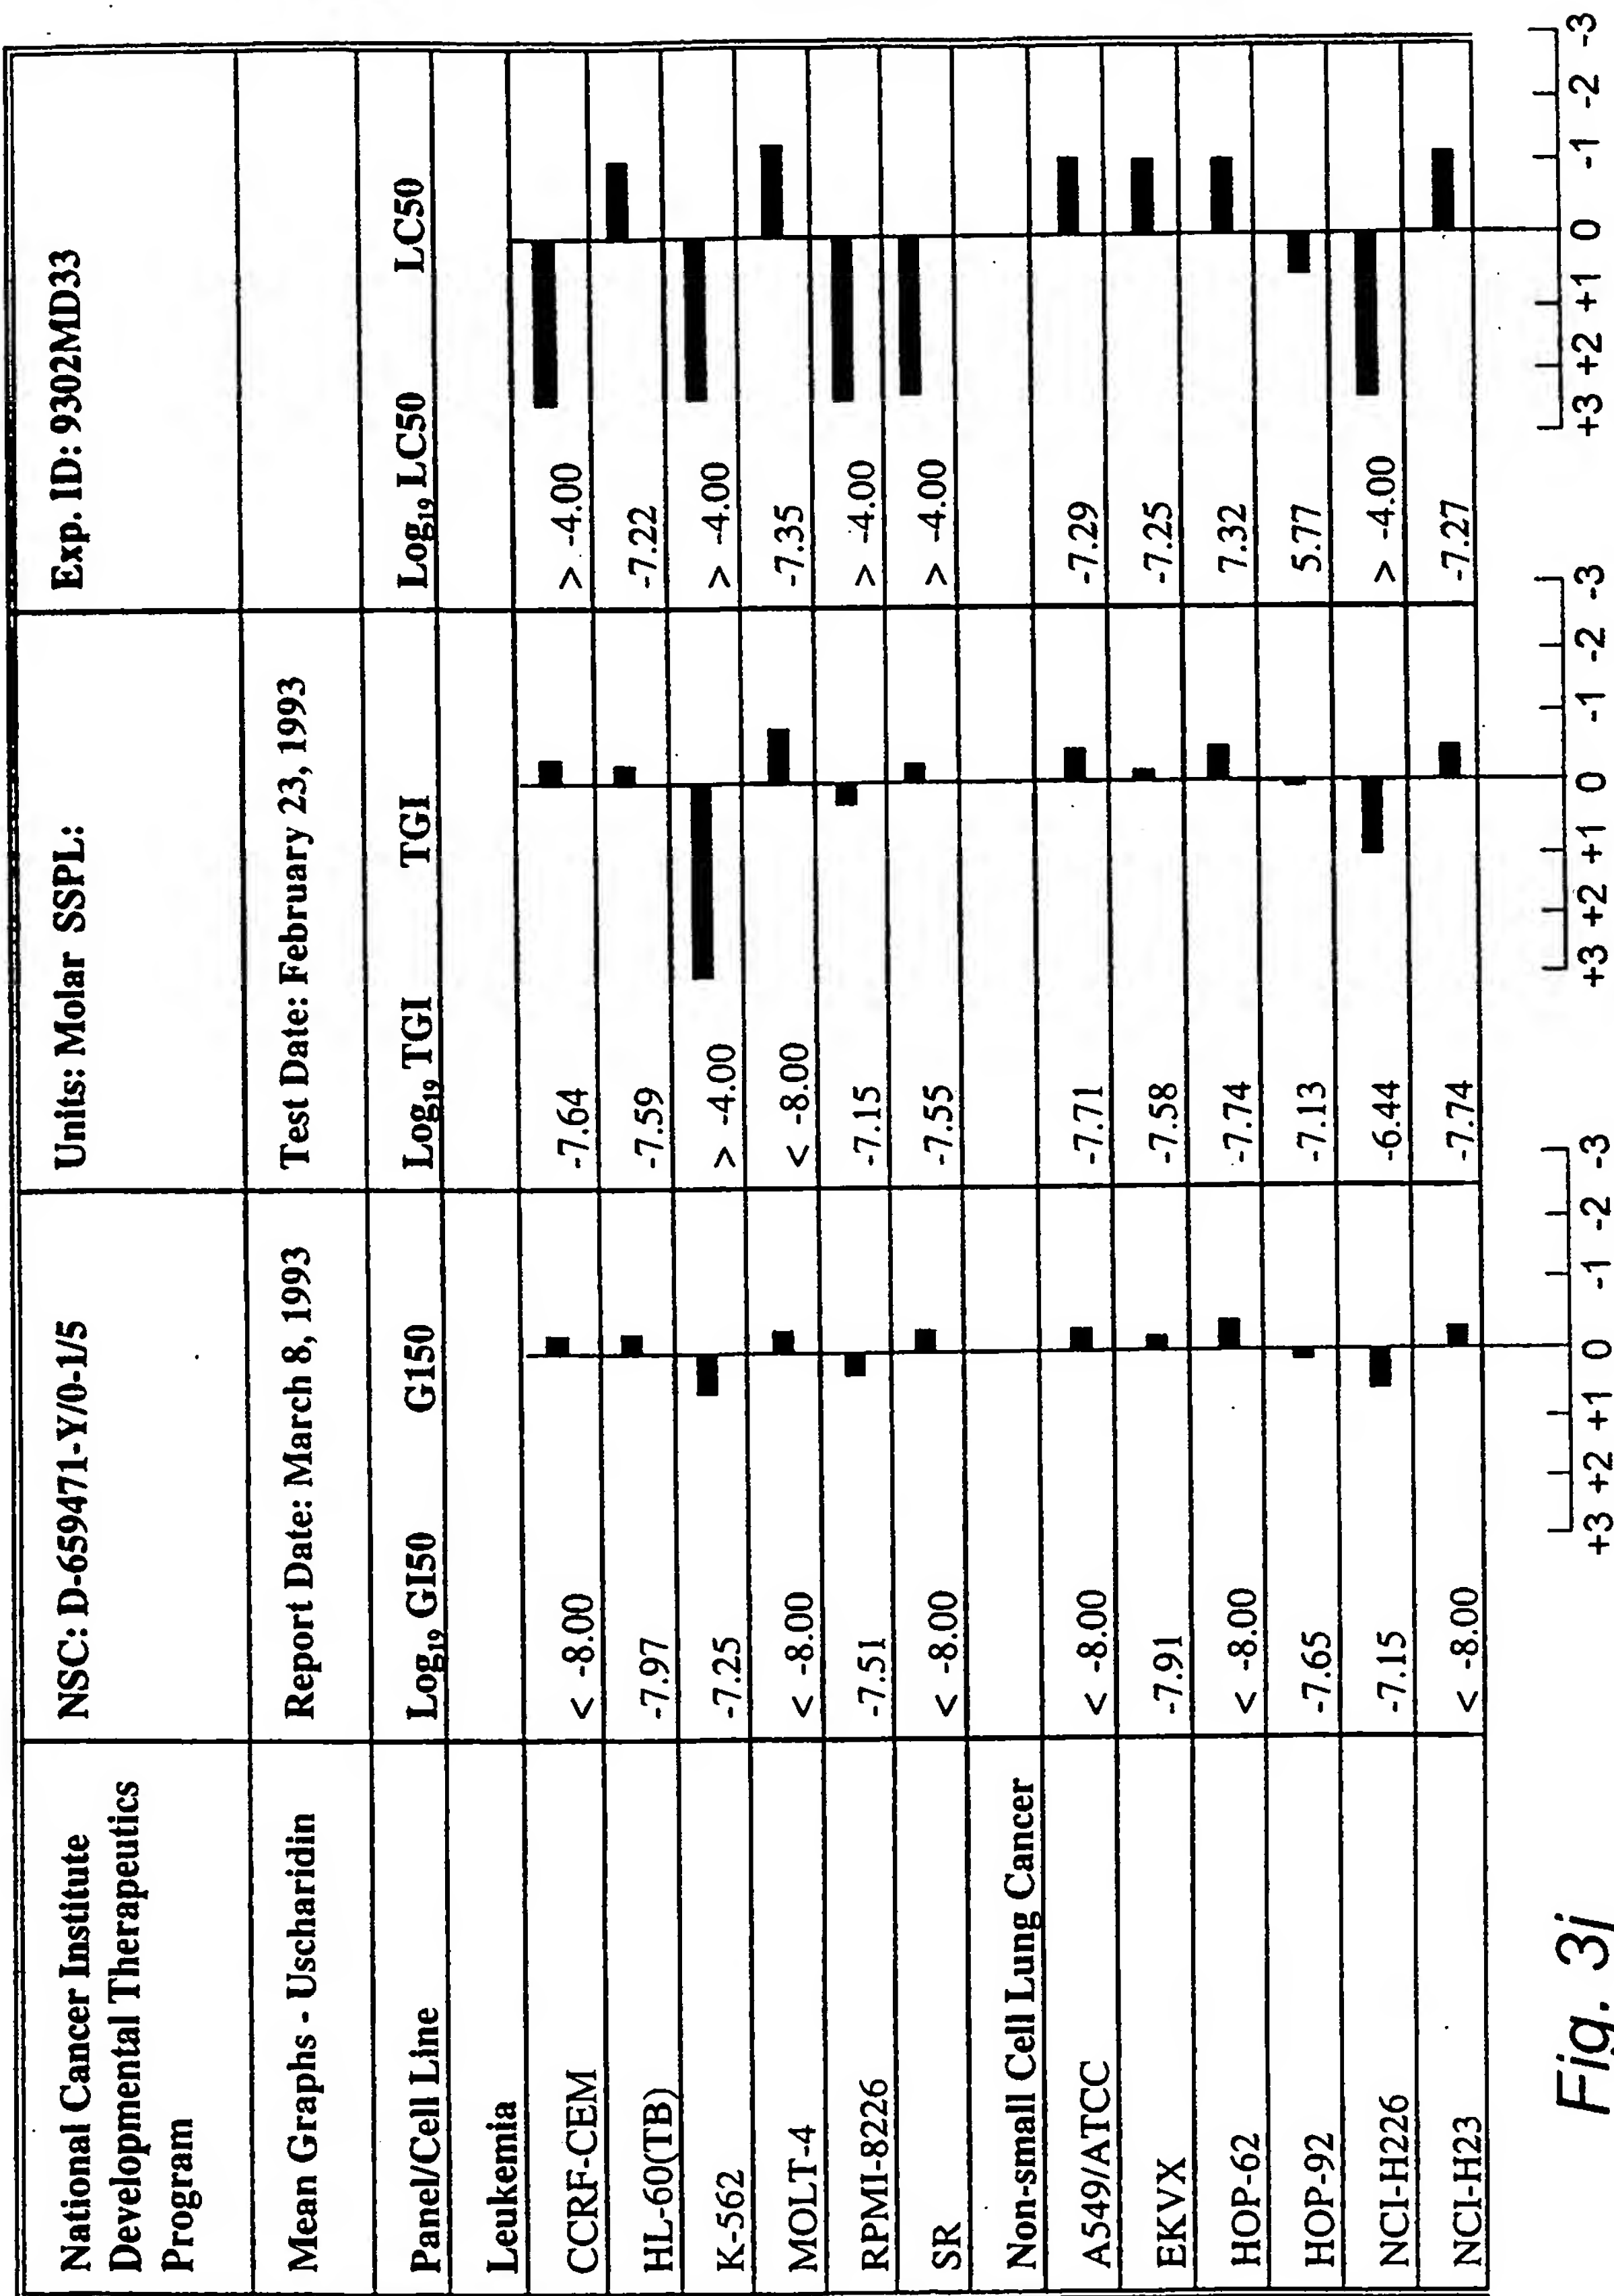 National Cancer Institute
Developmental Therapeutics
Program
NSC: D-659471-Y/0-1/5
Units: Molar SSPL:
Exp. ID: 9302MD33
Mean Graphs - Uscharidin
Report Date: March 8, 1993
Test Date: February 23, 1993
Panel/Cell Line Log₁₉ GI50 G150 Log₁₉ TGI TGI Log₁₉ LC50 LC50
Leukemia
CCRF-CEM < -8.00 -7.64 > -4.00
HL-60(TB) -7.97 -7.59 -7.22
K-562 -7.25 > -4.00 > -4.00
MOLT-4 < -8.00 < -8.00 -7.35
RPMI-8226 -7.51 -7.15 > -4.00
SR < -8.00 -7.55 > -4.00
Non-small Cell Lung Cancer
A549/ATCC < -8.00 -7.71 -7.29
EKVX -7.91 -7.58 -7.25
HOP-62 < -8.00 -7.74 7.32
HOP-92 -7.65 -7.13 5.77
NCI-H226 -7.15 -6.44 > -4.00
NCI-H23 < -8.00 -7.74 -7.27
+3 +2 +1 0 -1 -2 -3 +3 +2 +1 0 -1 -2 -3 +3 +2 +1 0 -1 -2 -3
Fig. 3j